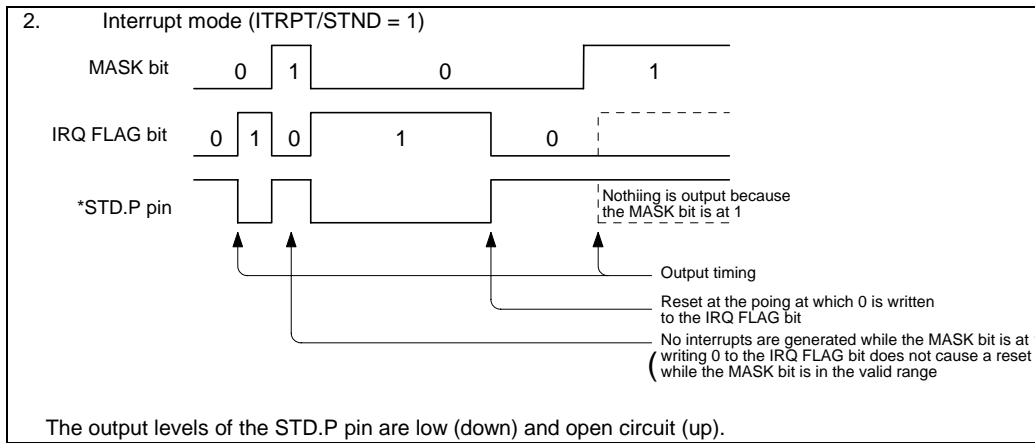 2. Interrupt mode (ITRPT/STND = 1)
MASK bit 0 1 0 1
IRQ FLAG bit 0 1 0 1 0
*STD.P pin
Nothiing is output because
the MASK bit is at 1
Output timing
Reset at the poing at which 0 is written
to the IRQ FLAG bit
No interrupts are generated while the MASK bit is at
( writing 0 to the IRQ FLAG bit does not cause a reset
while the MASK bit is in the valid range
The output levels of the STD.P pin are low (down) and open circuit (up).